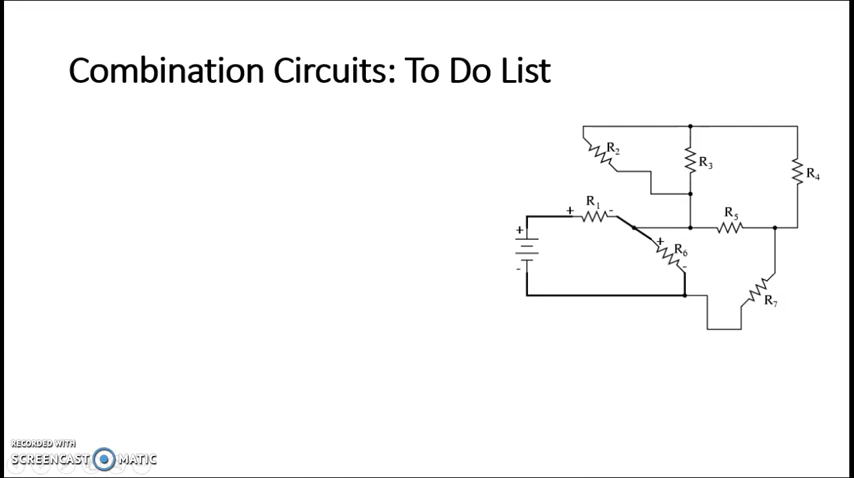 Combination Circuits: To Do List
R₂
R₃
R₄
R₁
+ -
R₅
+
+
R₆
-
-
R₇
RECORDED WITH
SCREENCAST MATIC